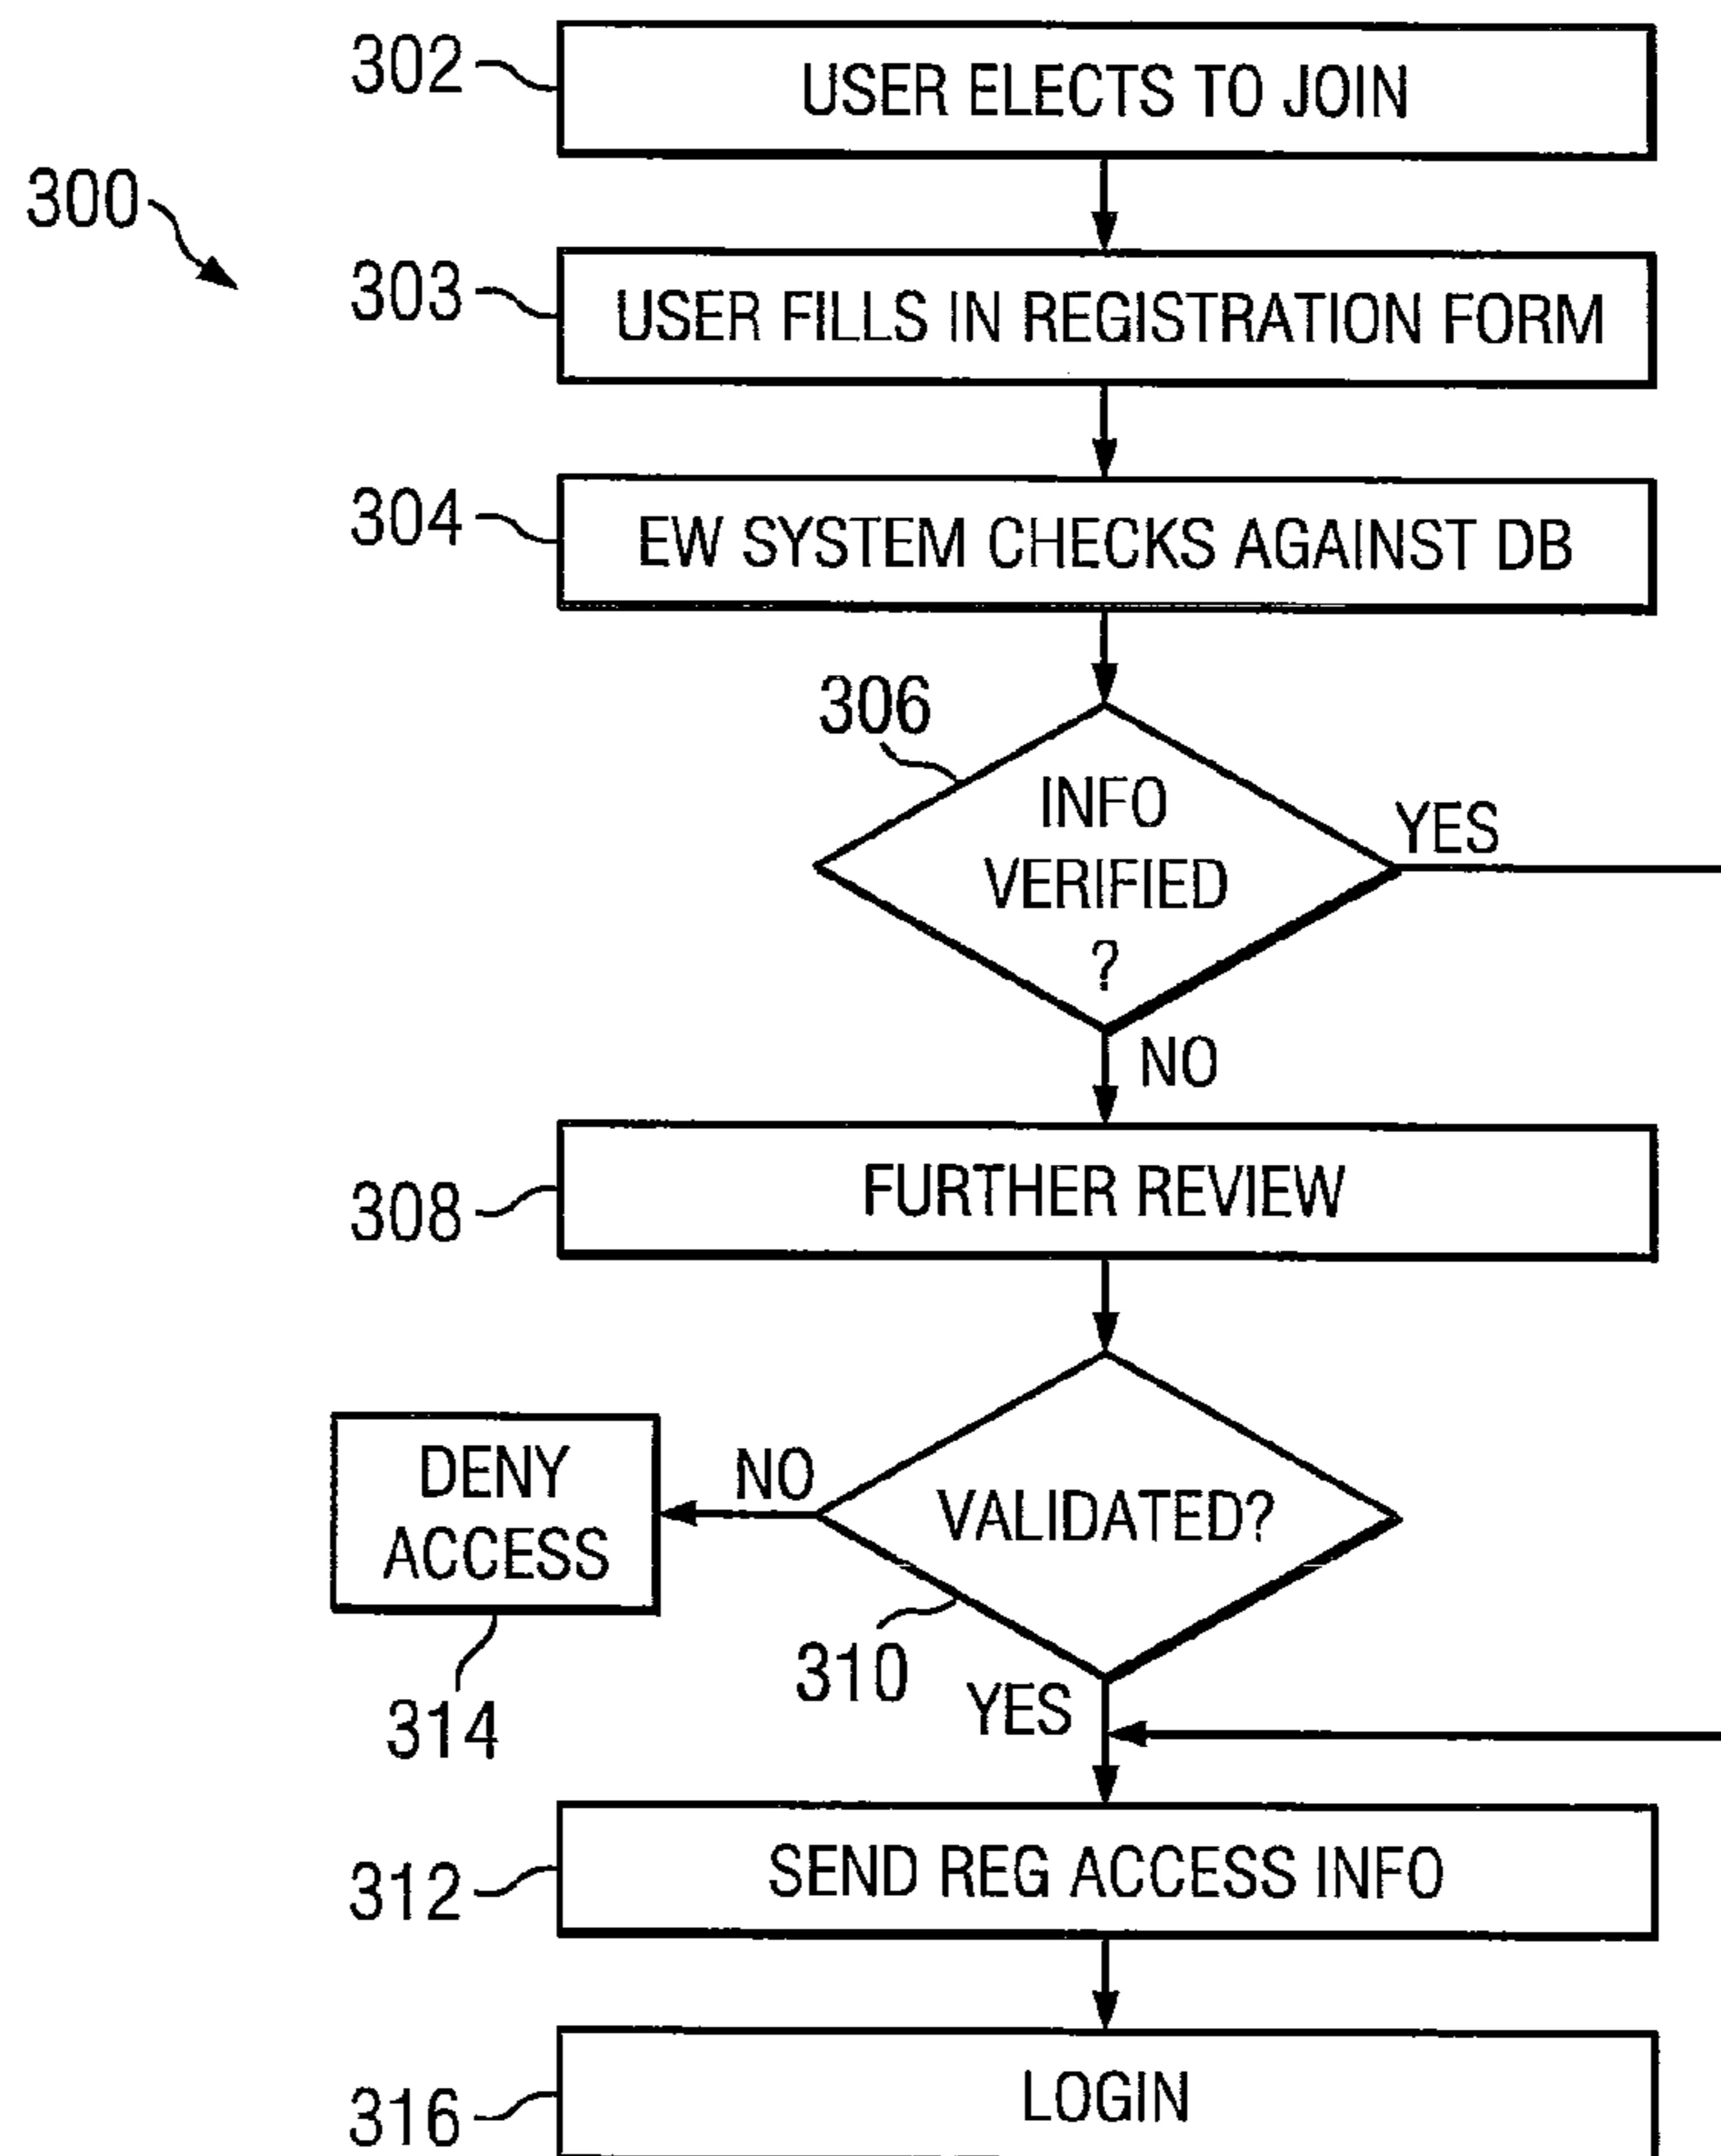 302
USER ELECTS TO JOIN
300
303
USER FILLS IN REGISTRATION FORM
304
EW SYSTEM CHECKS AGAINST DB
306
INFO
VERIFIED
?
YES
NO
308
FURTHER REVIEW
DENY
ACCESS
NO
VALIDATED?
314
310
YES
312
SEND REG ACCESS INFO
316
LOGIN